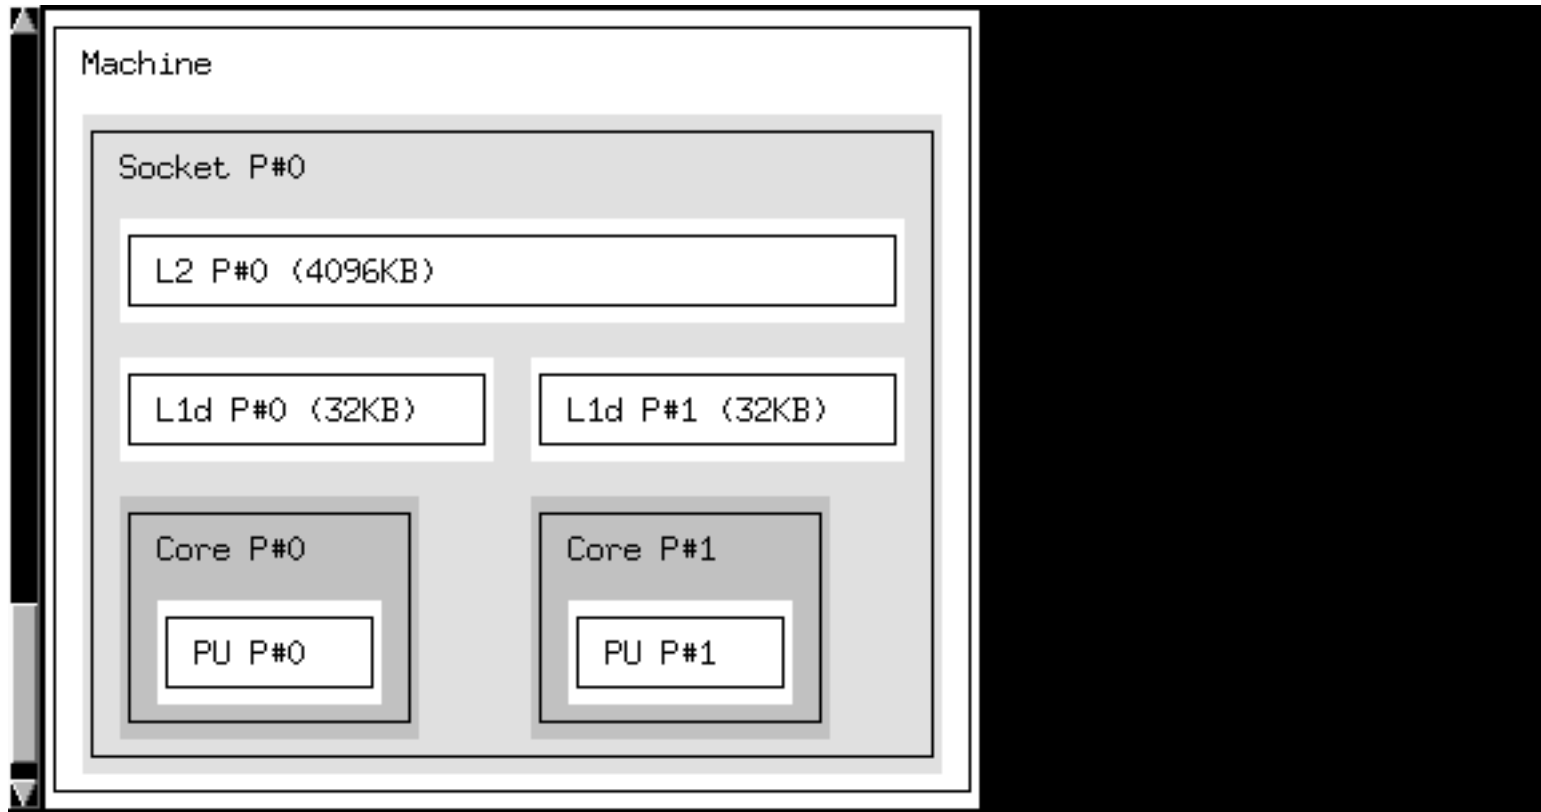 Machine
Socket P#0
L2 P#0 (4096KB)
L1d P#0 (32KB) L1d P#1 (32KB)
Core P#0 Core P#1
PU P#0 PU P#1